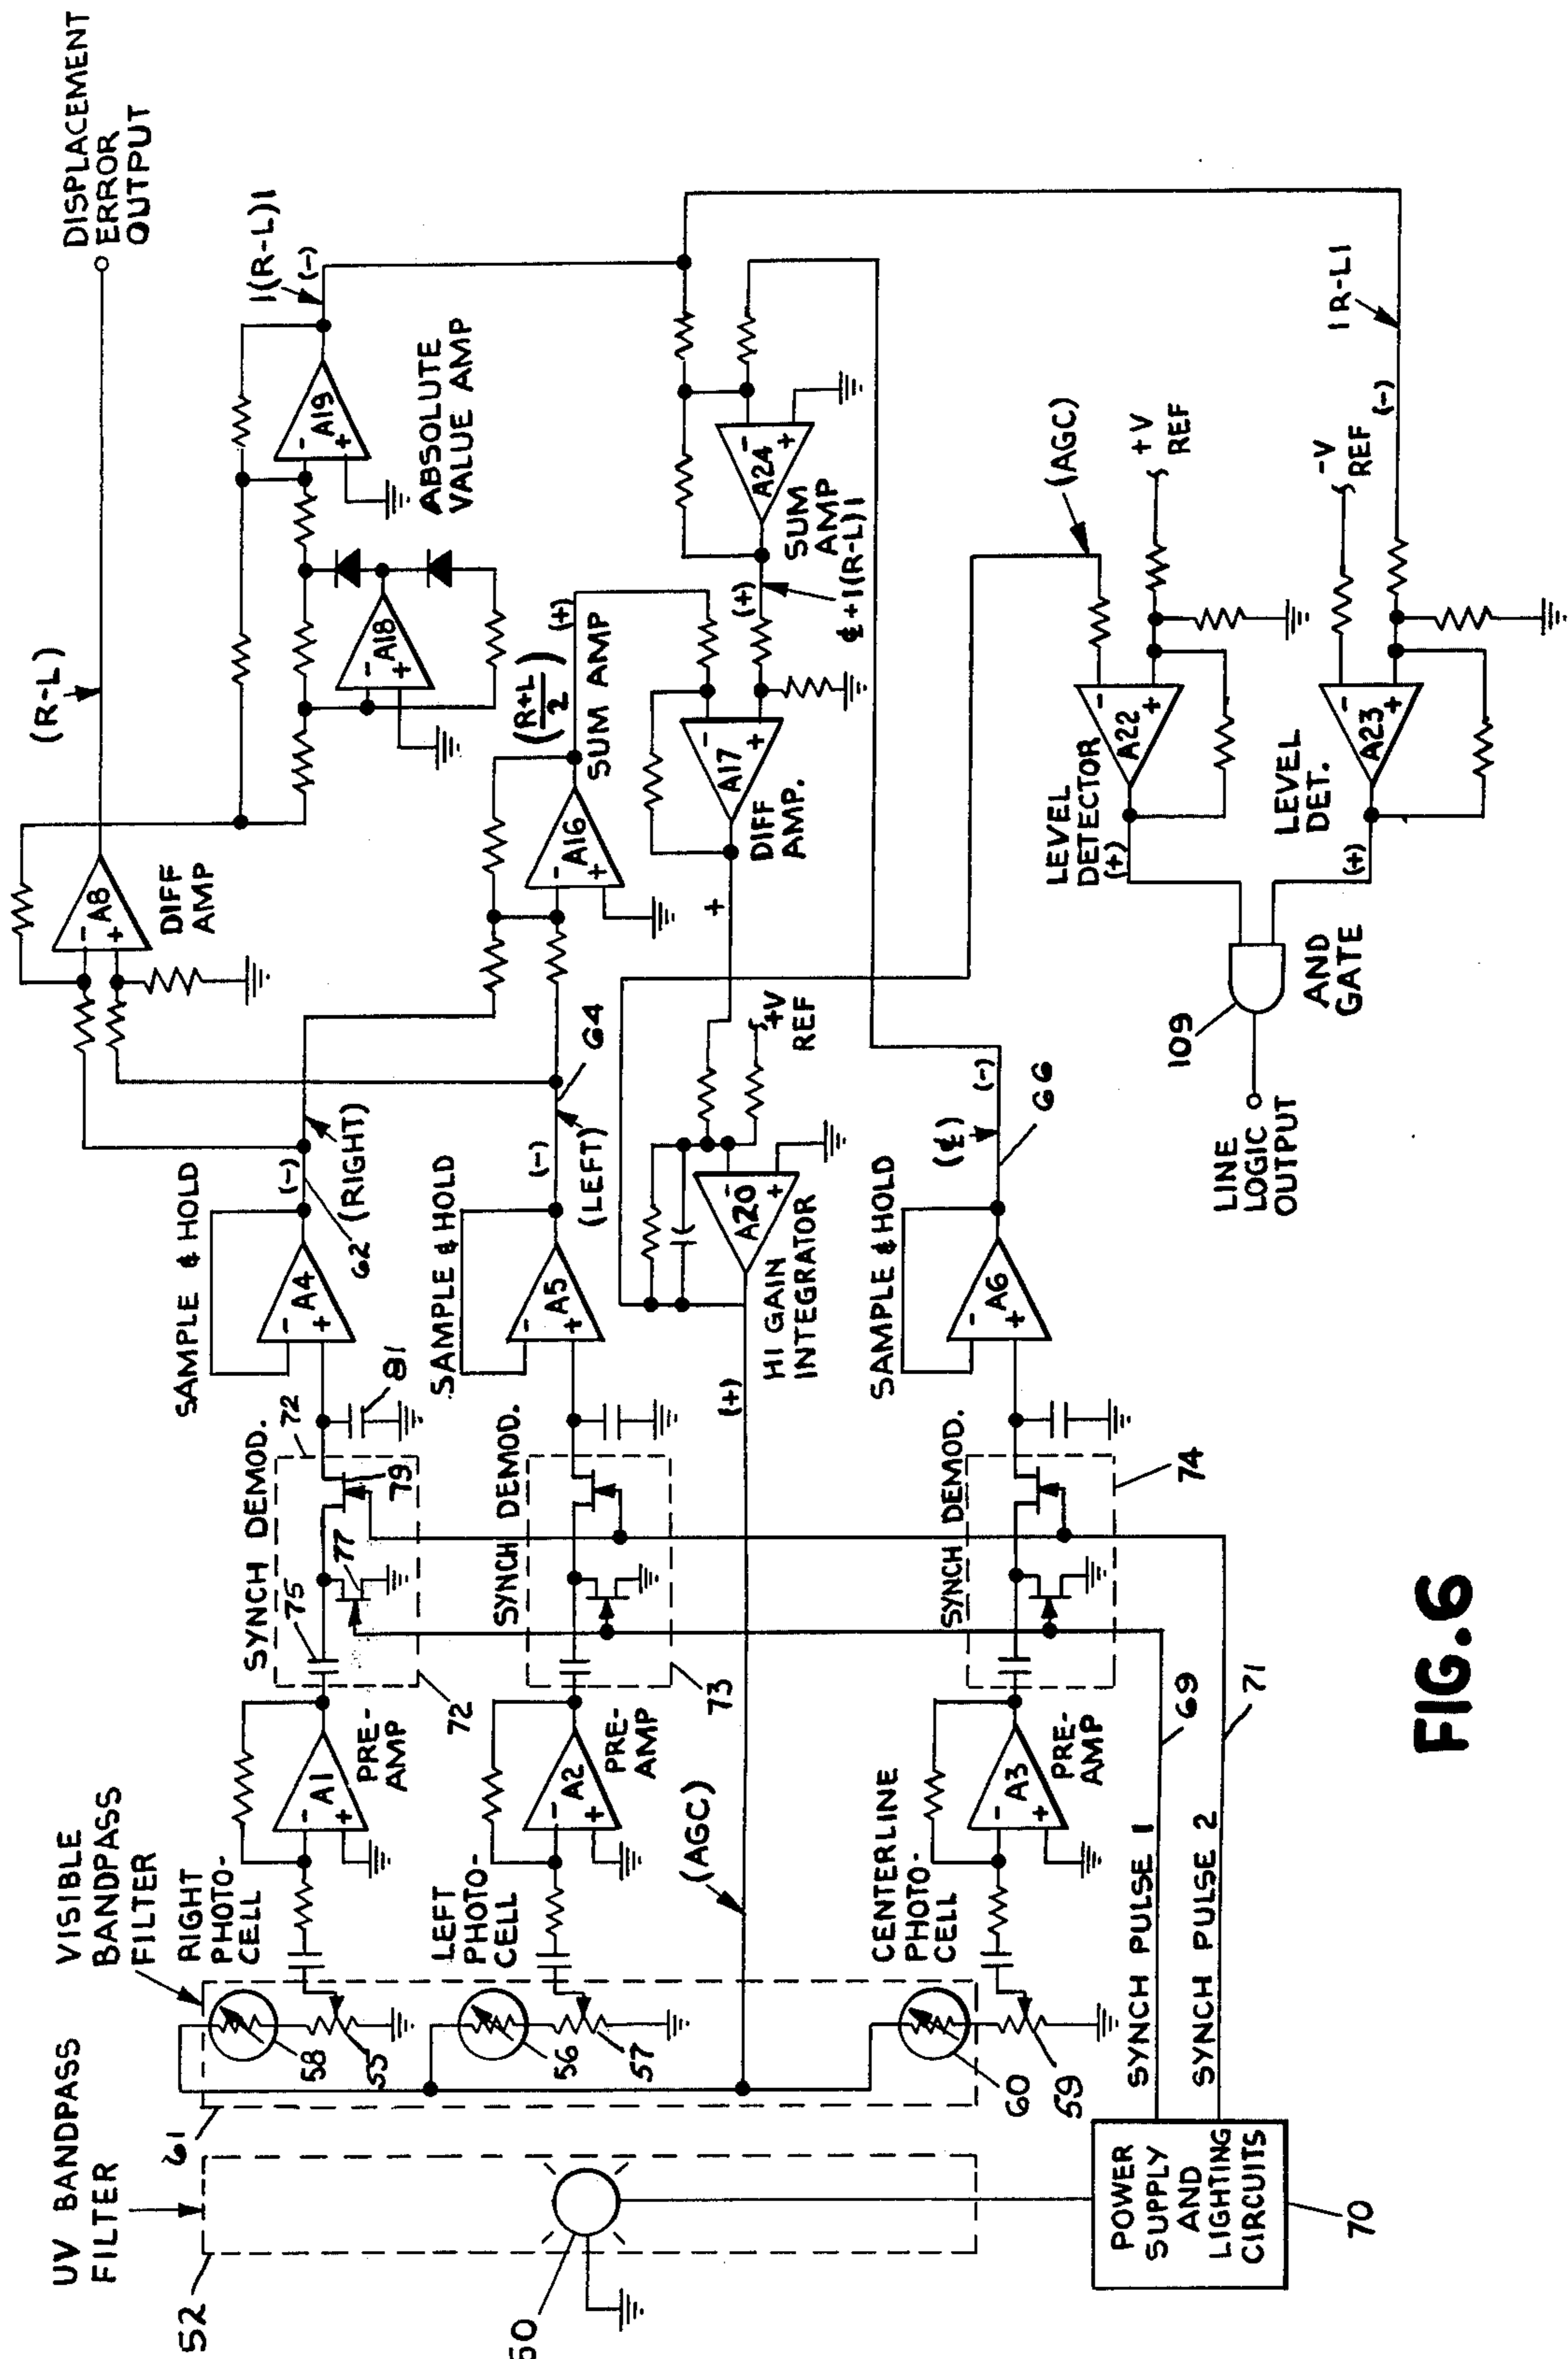 DISPLACEMENT
ERROR
OUTPUT
(R-L)
A8
-
+
DIFF
AMP
I(R-L)I
(-)
A19
-
+
ABSOLUTE
VALUE AMP
A18
-
+
SAMPLE & HOLD
A4
-
+
(-)
62
(RIGHT)
SAMPLE & HOLD
A5
-
+
(-)
64
(LEFT)
(R+L
2)
(+)
SUM AMP
A16
-
+
A24
-
+
SUM
AMP
(+)
℄+I(R-L)I
A17
-
+
DIFF
AMP.
+
+V
REF
A20
-
+
HI GAIN
INTEGRATOR
(+)
SAMPLE & HOLD
A6
-
+
(℄)
(-)
66
(AGC)
+V
REF
LEVEL
DETECTOR
(+)
A22
-
+
-V
REF
IR-LI
(-)
LEVEL
DET.
(+)
A23
-
+
AND
GATE
109
LINE
LOGIC
OUTPUT
UV BANDPASS
FILTER
52
VISIBLE
BANDPASS
FILTER
61
RIGHT
PHOTO-
CELL
58
55
A1
-
+
PRE-
AMP
SYNCH DEMOD.
72
75
77
79
81
72
LEFT
PHOTO-
CELL
56
57
A2
-
+
PRE-
AMP
SYNCH DEMOD.
73
(AGC)
CENTERLINE
PHOTO-
CELL
60
59
A3
-
+
PRE-
AMP
SYNCH DEMOD.
74
SYNCH PULSE 1
69
SYNCH PULSE 2
71
POWER
SUPPLY
AND
LIGHTING
CIRCUITS
70
FIG.6